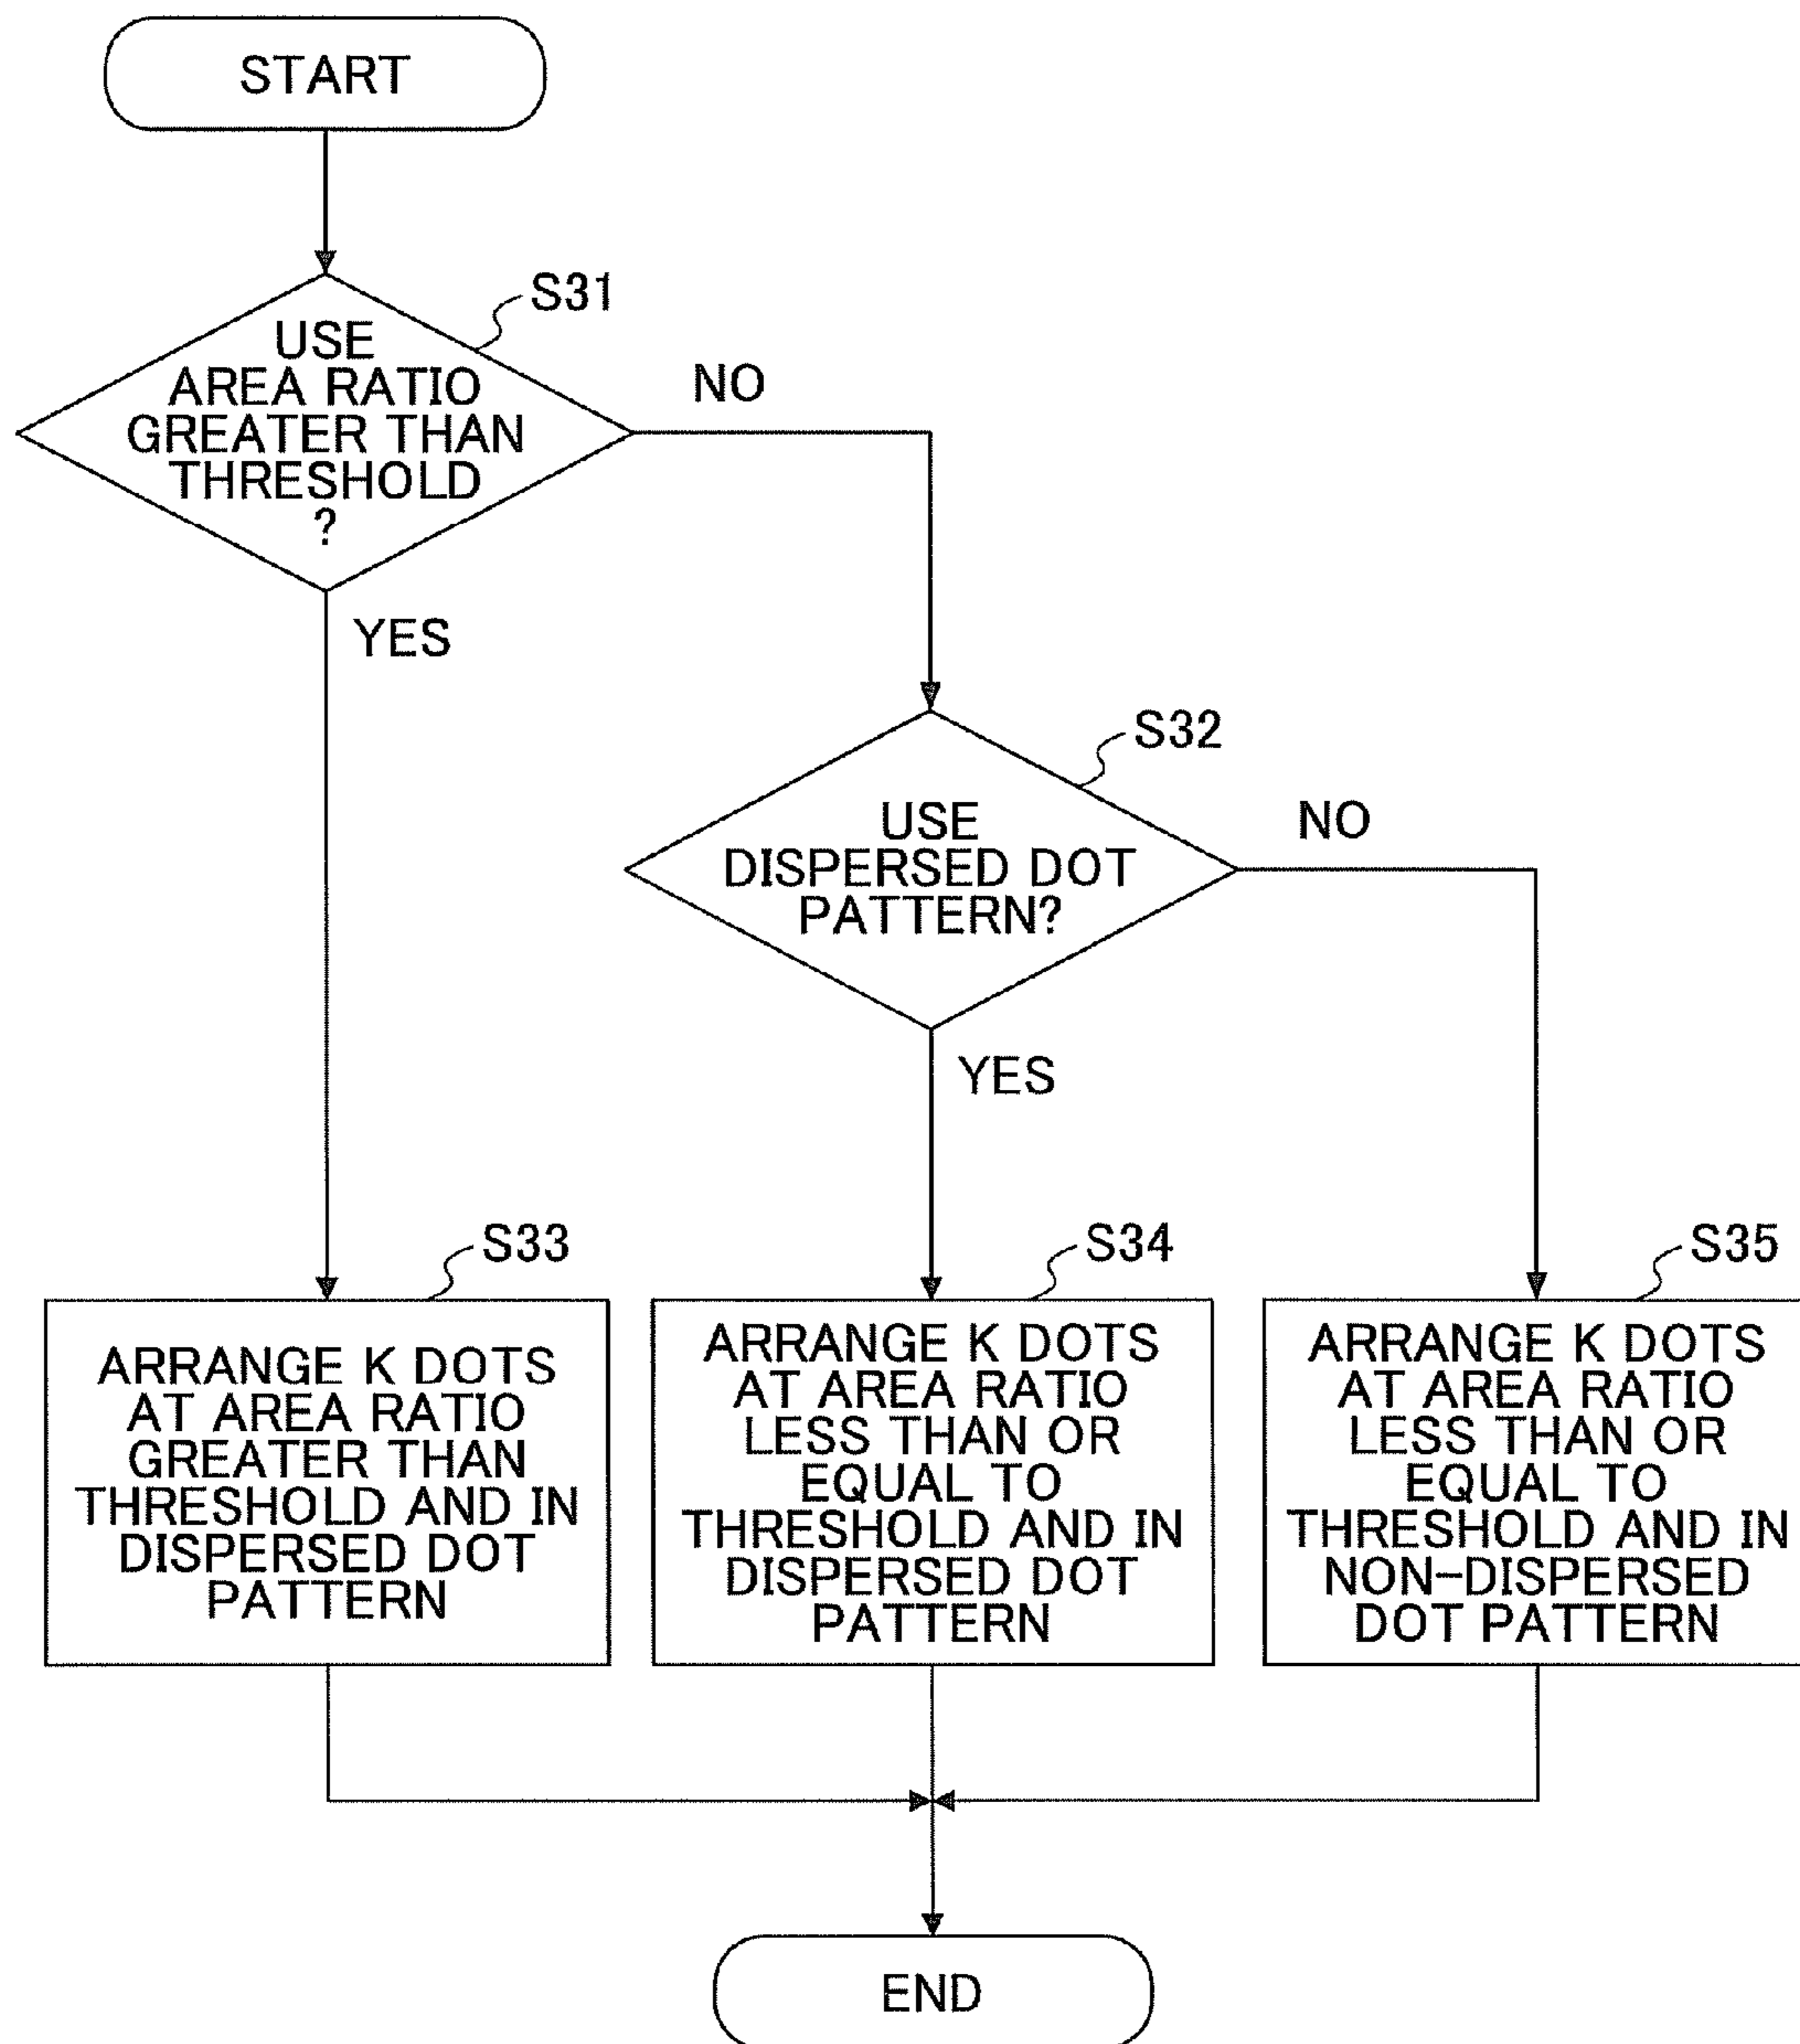 START
S31
USE
AREA RATIO
GREATER THAN
THRESHOLD
?
NO
YES
S32
USE
DISPERSED DOT
PATTERN?
NO
YES
S33
ARRANGE K DOTS
AT AREA RATIO
GREATER THAN
THRESHOLD AND IN
DISPERSED DOT
PATTERN
S34
ARRANGE K DOTS
AT AREA RATIO
LESS THAN OR
EQUAL TO
THRESHOLD AND IN
DISPERSED DOT
PATTERN
S35
ARRANGE K DOTS
AT AREA RATIO
LESS THAN OR
EQUAL TO
THRESHOLD AND IN
NON-DISPERSED
DOT PATTERN
END